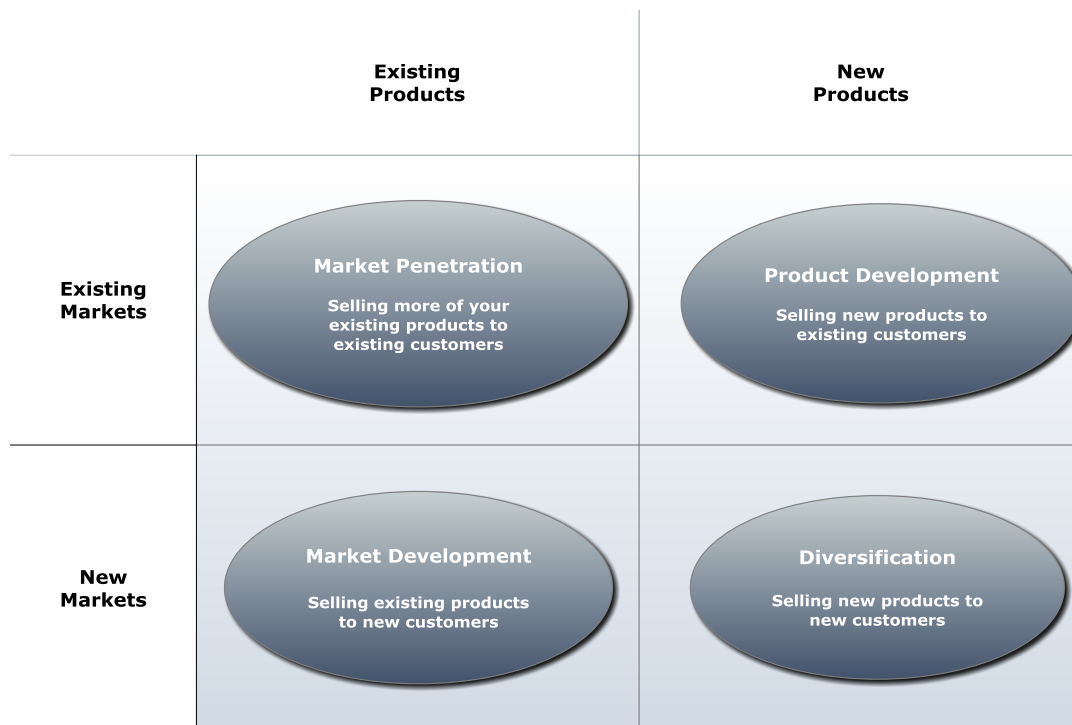 Existing
Products
New
Products
Existing
Markets
Market Penetration
Selling more of your
existing products to
existing customers
Product Development
Selling new products to
existing customers
New
Markets
Market Development
Selling existing products
to new customers
Diversification
Selling new products to
new customers